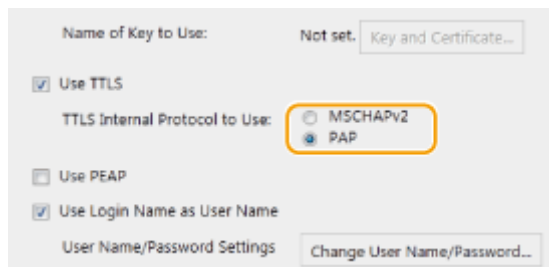 Name of Key to Use: Not set. Key and Certificate...
Use TTLS
TTLS Internal Protocol to Use: MSCHAPv2
PAP
Use PEAP
Use Login Name as User Name
User Name/Password Settings Change User Name/Password...